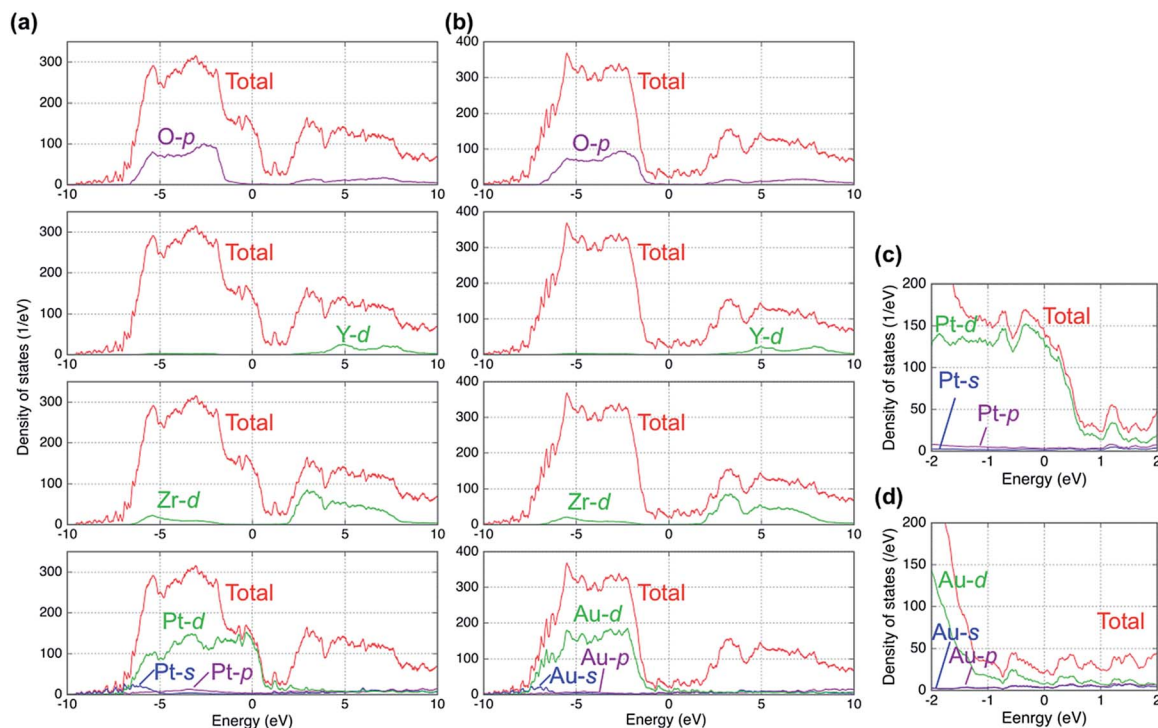 (a)
(b)
300
200
100
0
Total
O-p
-10 -5 0 5 10
400
300
200
100
0
Total
O-p
-10 -5 0 5 10
300
200
100
0
Total
Y-d
-10 -5 0 5 10
400
300
200
100
0
Total
Y-d
-10 -5 0 5 10
Density of states (1/eV)
300
200
100
0
Total
Zr-d
-10 -5 0 5 10
400
300
200
100
0
Total
Zr-d
-10 -5 0 5 10
300
200
100
0
Total
Pt-d
Pt-s
Pt-p
-10 -5 0 5 10
Energy (eV)
400
300
200
100
0
Total
Au-d
Au-s
Au-p
-10 -5 0 5 10
Energy (eV)
(c)
200
150
100
50
0
Density of states (1/eV)
Pt-d
Total
Pt-s
Pt-p
-2 -1 0 1 2
Energy (eV)
(d)
200
150
100
50
0
Density of states (/eV)
Au-d
Total
Au-s
Au-p
-2 -1 0 1 2
Enrergy (eV)